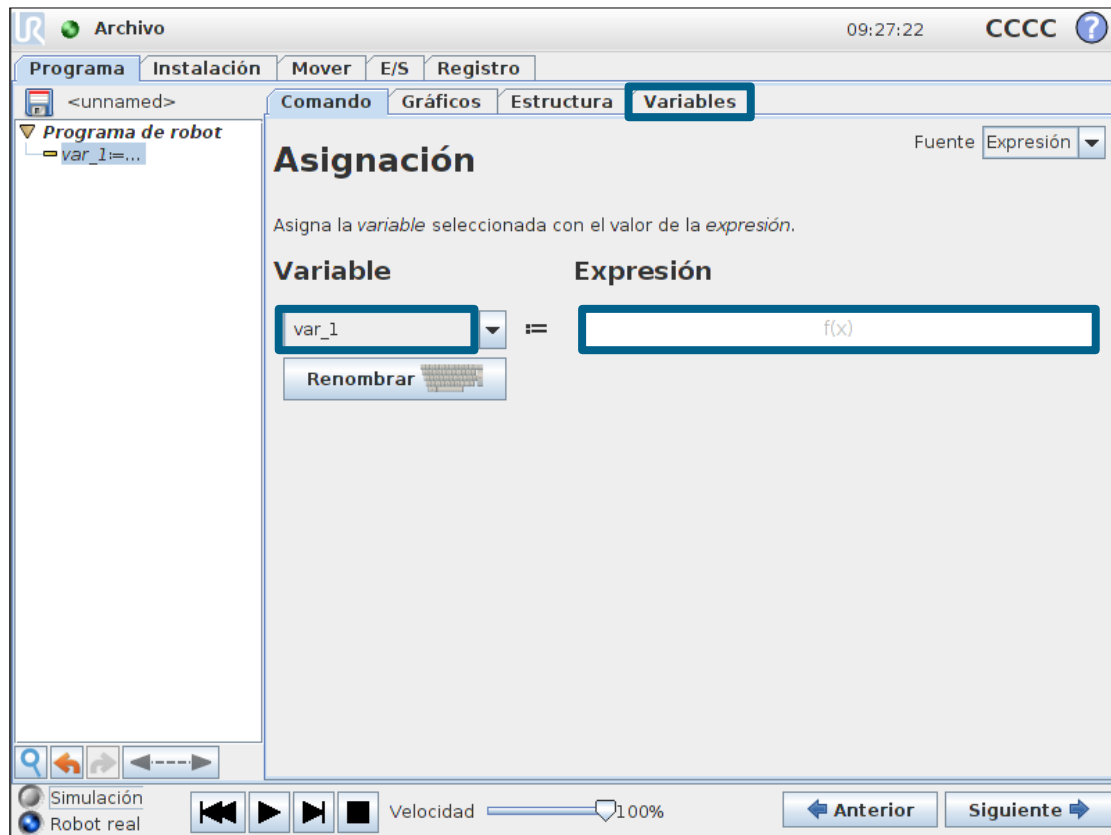 UR Archivo 09:27:22 CCCC ?
Programa Instalación Mover E/S Registro
<unnamed> Comando Gráficos Estructura Variables
Programa de robot
var_1:=...
Fuente Expresión
Asignación
Asigna la variable seleccionada con el valor de la expresión.
Variable Expresión
var_1 := f(x)
Renombrar
Simulación
Robot real
Velocidad 100% Anterior Siguiente